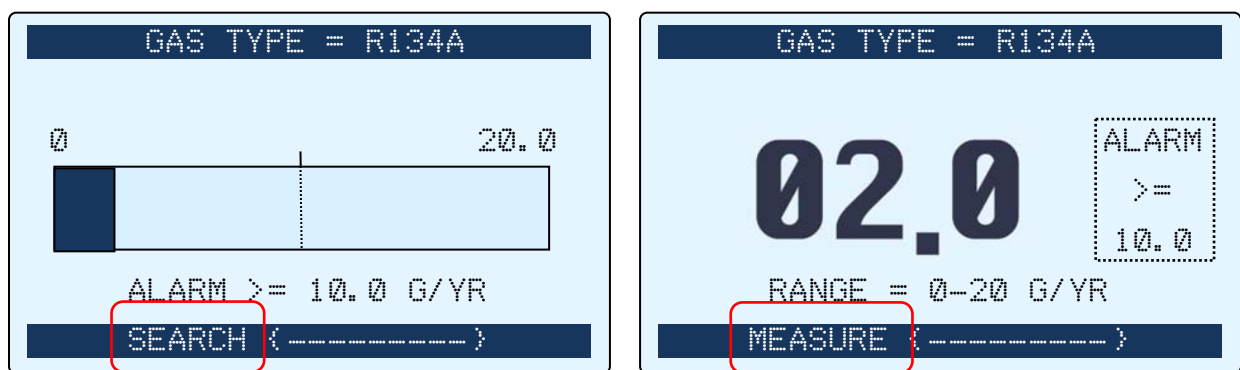 GAS TYPE = R134A
0 20.0
ALARM >= 10.0 G/YR
SEARCH <--------->
GAS TYPE = R134A
02.0
ALARM
>=
10.0
RANGE = 0-20 G/YR
MEASURE <--------->